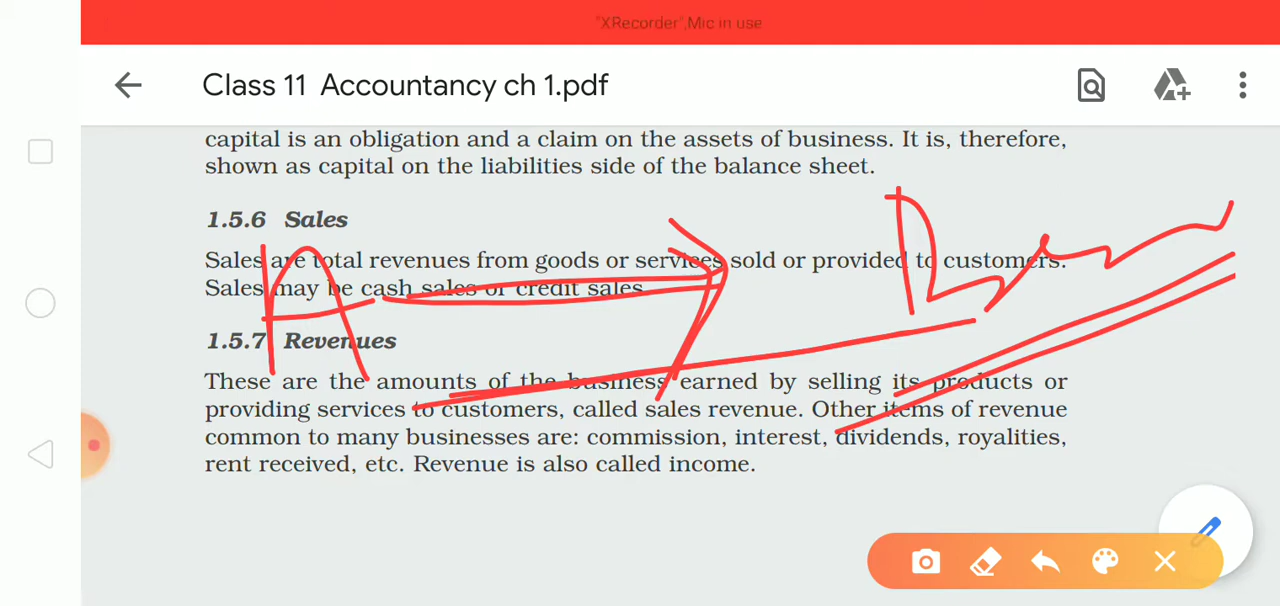 "XRecorder",Mic in use
Class 11 Accountancy ch 1.pdf
capital is an obligation and a claim on the assets of business. It is, therefore,
shown as capital on the liabilities side of the balance sheet.
1.5.6 Sales
Sales are total revenues from goods or services sold or provided to customers.
Sales may be cash sales or credit sales.
1.5.7 Revenues
These are the amounts of the business earned by selling its products or
providing services to customers, called sales revenue. Other items of revenue
common to many businesses are: commission, interest, dividends, royalities,
rent received, etc. Revenue is also called income.